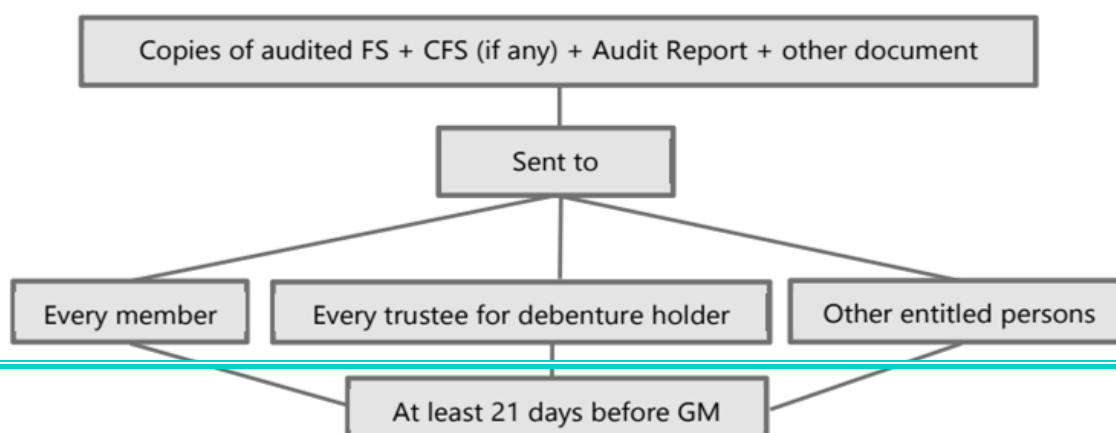 Copies of audited FS + CFS (if any) + Audit Report + other document
Sent to
Every member
Every trustee for debenture holder
Other entitled persons
At least 21 days before GM